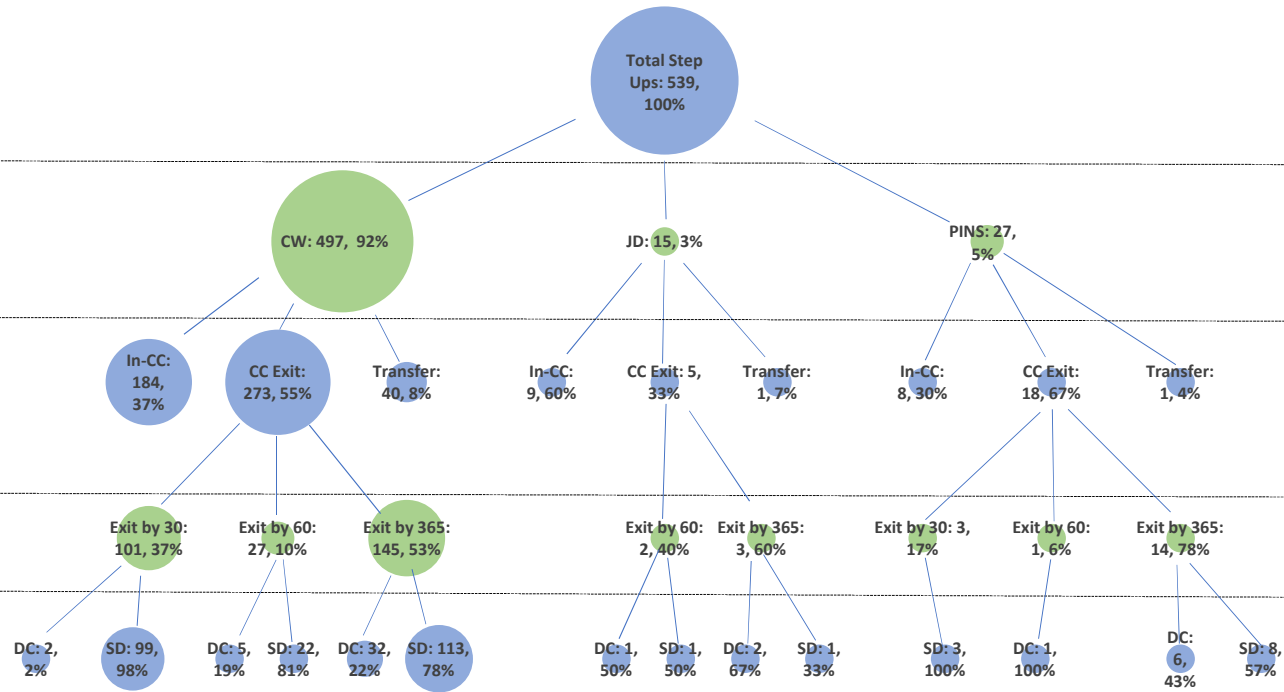 Total Step
Ups: 539,
100%
CW: 497, 92%
JD: 15, 3%
PINS: 27,
5%
In-CC:
184,
37%
CC Exit:
273, 55%
Transfer:
40, 8%
In-CC:
9, 60%
CC Exit: 5,
33%
Transfer:
1, 7%
In-CC:
8, 30%
CC Exit:
18, 67%
Transfer:
1, 4%
Exit by 30:
101, 37%
Exit by 60:
27, 10%
Exit by 365:
145, 53%
Exit by 60:
2, 40%
Exit by 365:
3, 60%
Exit by 30: 3,
17%
Exit by 60:
1, 6%
Exit by 365:
14, 78%
DC: 2,
2%
SD: 99,
98%
DC: 5,
19%
SD: 22,
81%
DC: 32,
22%
SD: 113,
78%
DC: 1,
50%
SD: 1,
50%
DC: 2,
67%
SD: 1,
33%
SD: 3,
100%
DC: 1,
100%
DC:
6,
43%
SD: 8,
57%